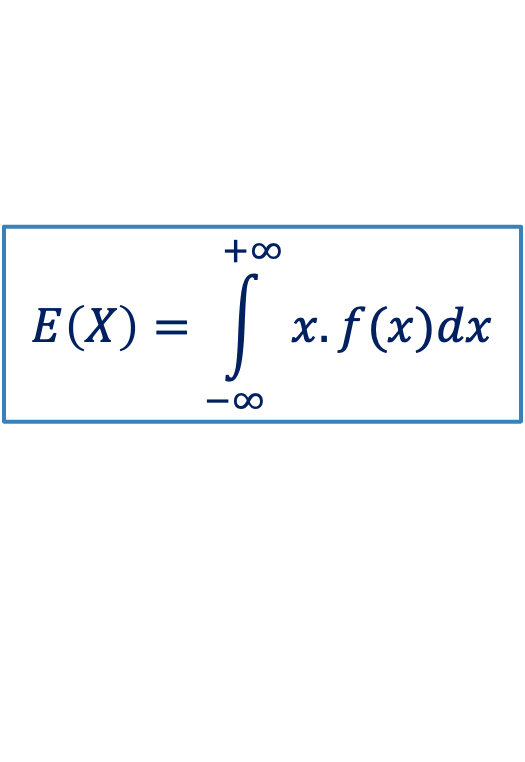 +∞
E(X) = ∫ x.f(x)dx
−∞